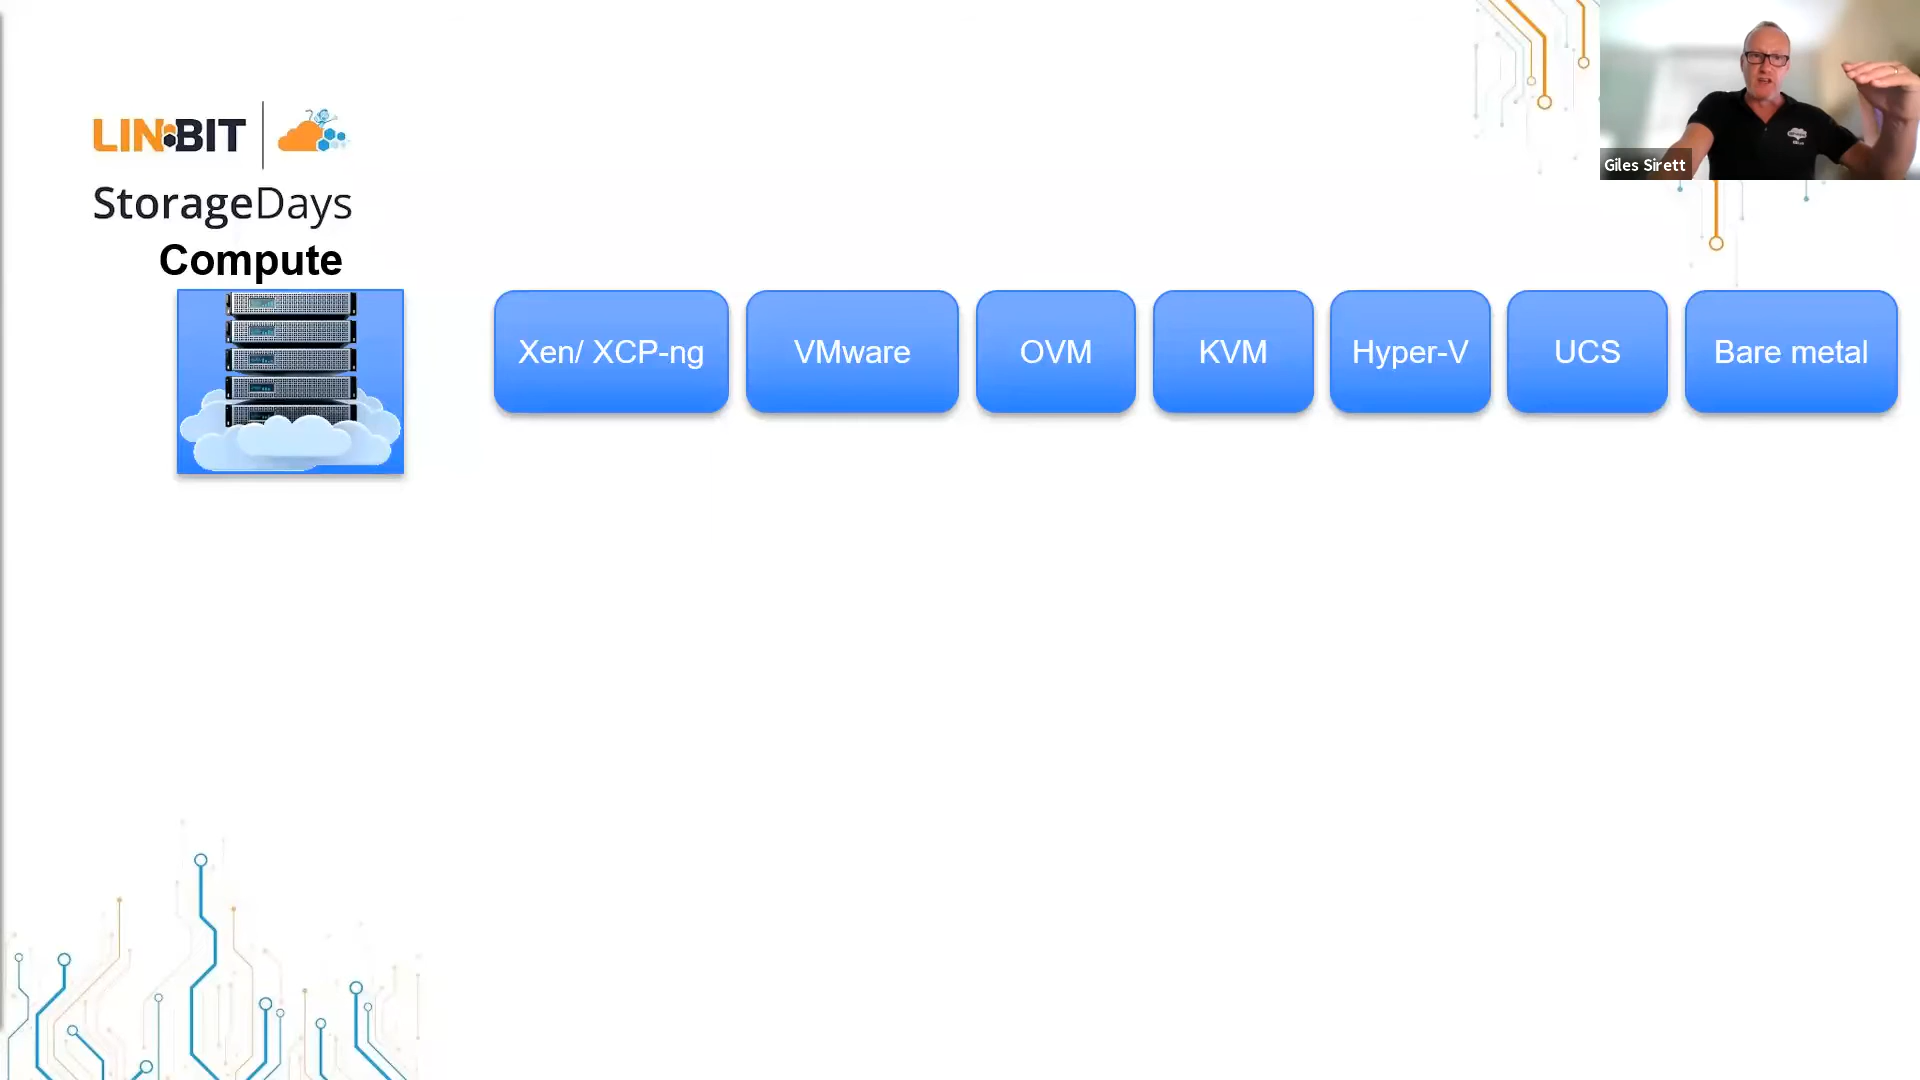 LINBIT
StorageDays
Compute
Xen/ XCP-ng
VMware
OVM
KVM
Hyper-V
UCS
Bare metal
Giles Sirett